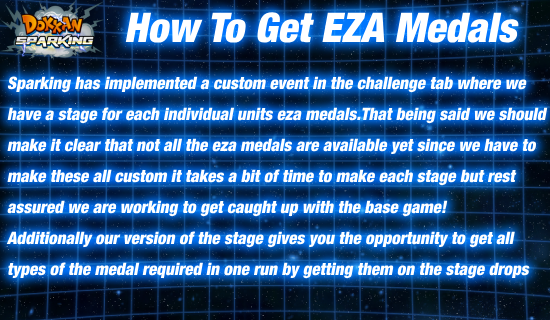 DOKKAN
SPARKING
How To Get EZA Medals
Sparking has implemented a custom event in the challenge tab where we
have a stage for each individual units eza medals.That being said we should
make it clear that not all the eza medals are available yet since we have to
make these all custom it takes a bit of time to make each stage but rest
assured we are working to get caught up with the base game!
Additionally our version of the stage gives you the opportunity to get all
types of the medal required in one run by getting them on the stage drops